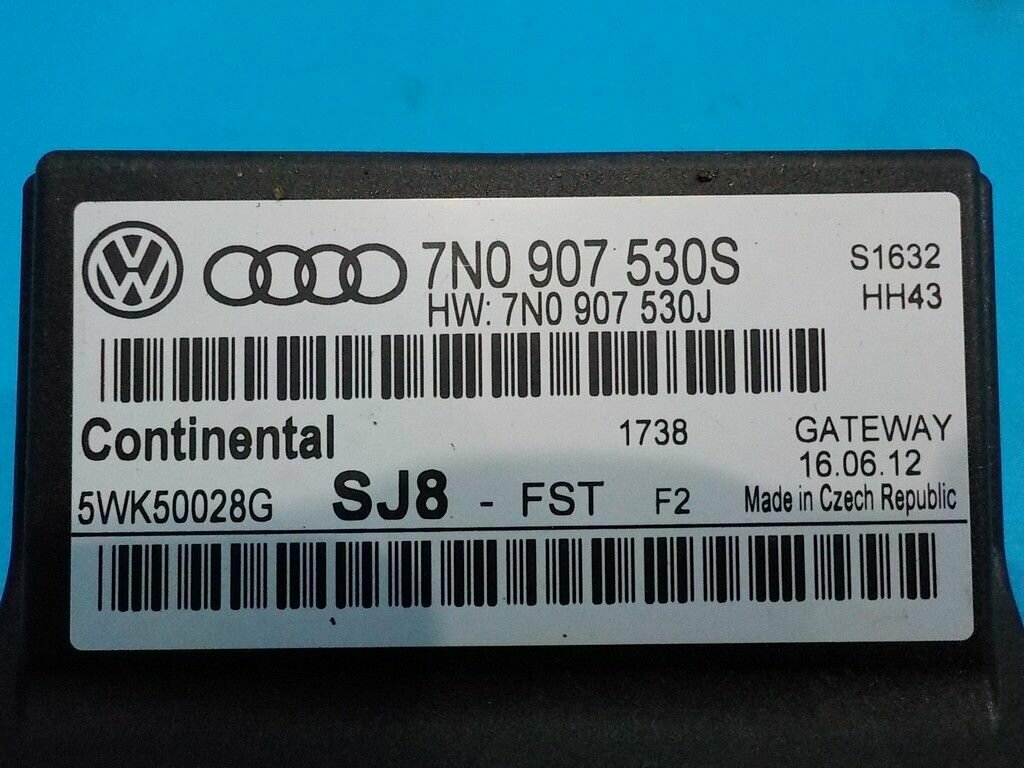 7N0 907 530S S1632
HW: 7N0 907 530J HH43
Continental 1738 GATEWAY
16.06.12
5WK50028G SJ8 - FST F2 Made in Czech Republic